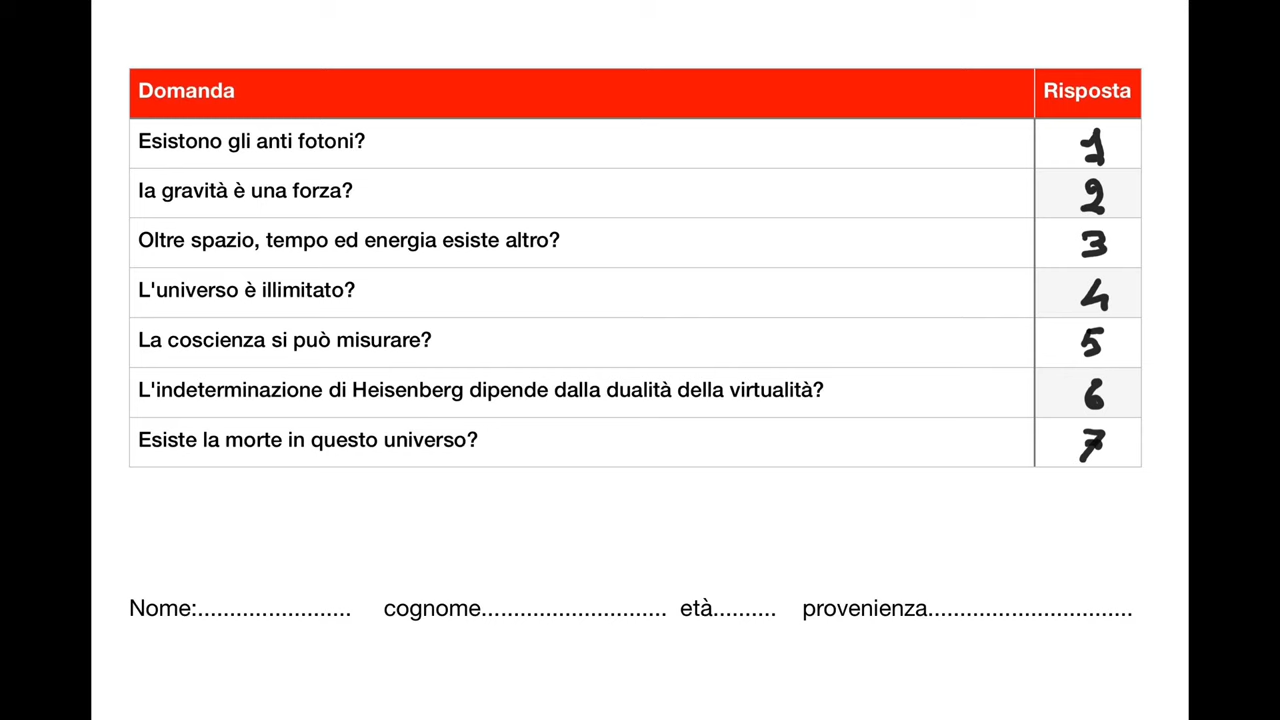 Domanda Risposta
Esistono gli anti fotoni? 1
la gravità è una forza? 2
Oltre spazio, tempo ed energia esiste altro? 3
L'universo è illimitato? 4
La coscienza si può misurare? 5
L'indeterminazione di Heisenberg dipende dalla dualità della virtualità? 6
Esiste la morte in questo universo? 7
Nome:........................ cognome............................. età.......... provenienza................................